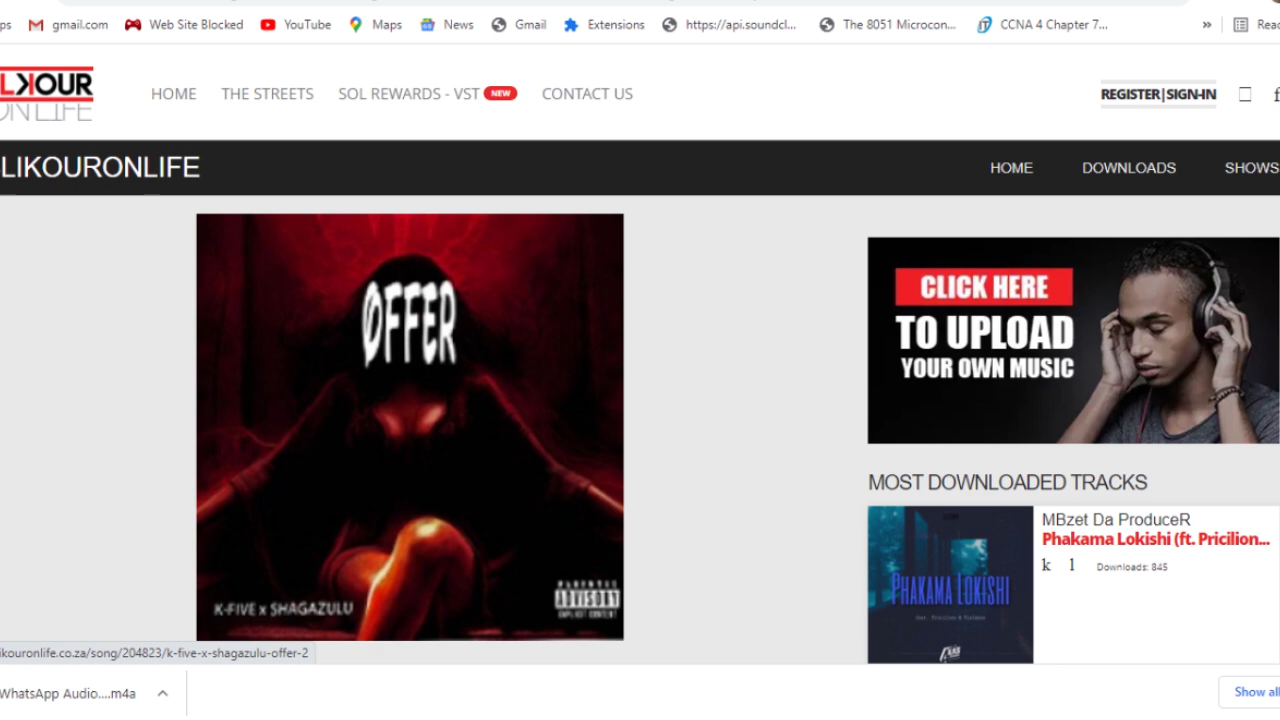 ps gmail.com Web Site Blocked YouTube Maps News Gmail Extensions https://api.soundcl... The 8051 Microcon... CCNA 4 Chapter 7... » Read
LKOUR
ONLIFE
HOME THE STREETS SOL REWARDS - VST NEW CONTACT US REGISTER|SIGN-IN f
LIKOURONLIFE HOME DOWNLOADS SHOWS
ØFFER
K-FIVE x SHAGAZULU
PARENTAL
ADVISORY
EXPLICIT CONTENT
CLICK HERE
TO UPLOAD
YOUR OWN MUSIC
MOST DOWNLOADED TRACKS
PHAKAMA LOKISHI
MBzet Da ProduceR
Phakama Lokishi (ft. Pricilion...
k l Downloads: 845
ikouronlife.co.za/song/204823/k-five-x-shagazulu-offer-2
WhatsApp Audio....m4a Show all